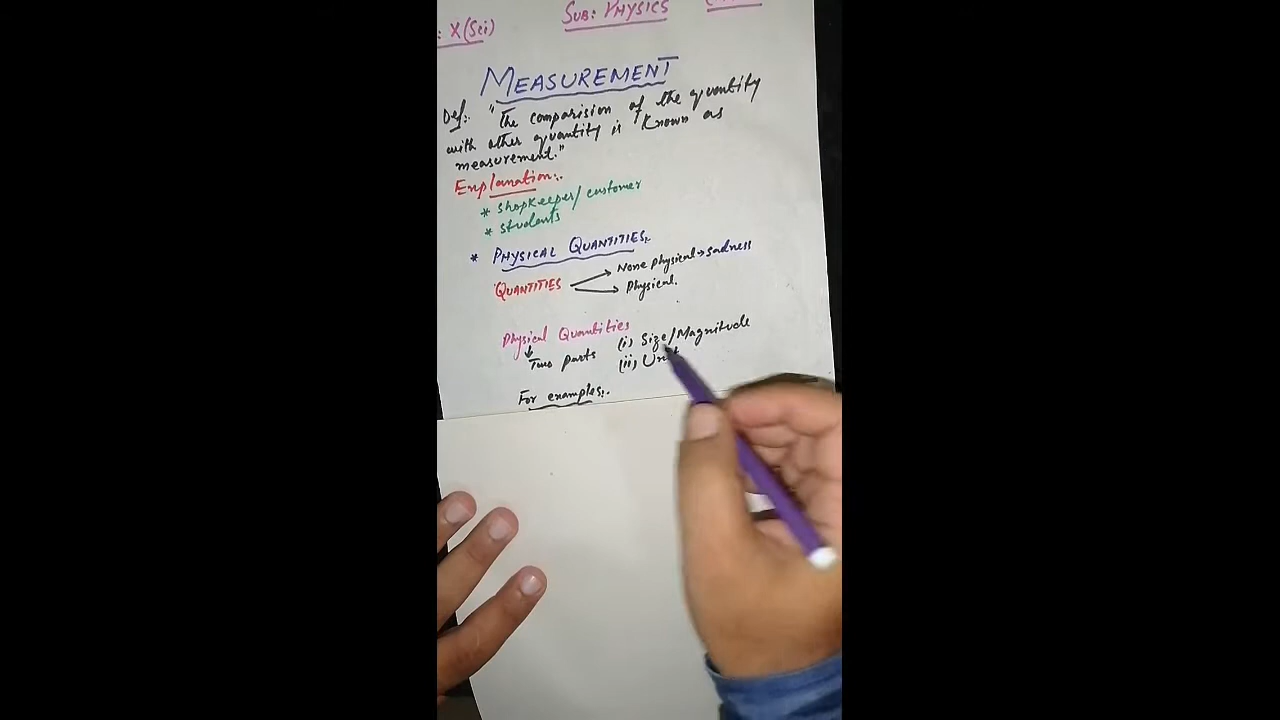 : X(Sci)
SUB: PHYSICS
MEASUREMENT
Def:. "The comparision of the quantity
with other quantity is known as
measurement."
Explanation:.
* shopkeeper/customer
* students
* PHYSICAL QUANTITIES:.
QUANTITIES
None physical → sadness
Physical.
Physical Quantities
↓
Two parts
(i) Size/Magnitude
(ii) Unit
For examples:.